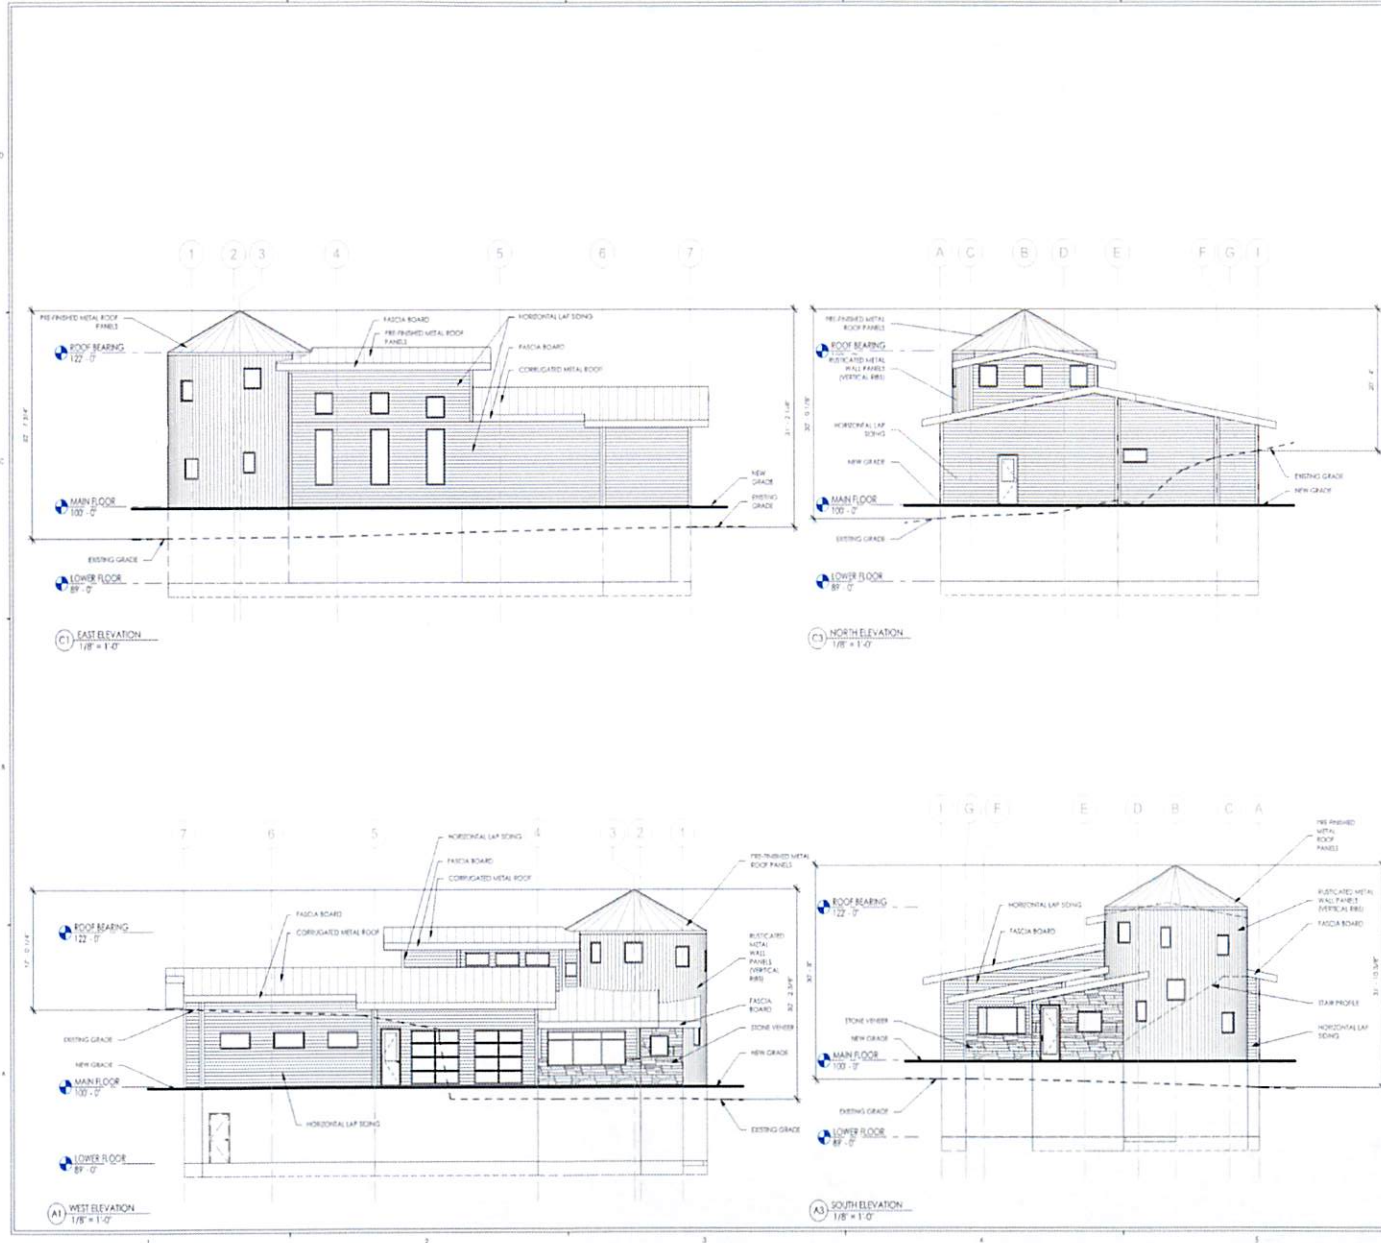 1 2 3 4 5 6 7
PRE-FINISHED METAL ROOF
PANELS
ROOF BEARING
122' - 0"
FASCIA BOARD
PRE-FINISHED METAL ROOF
PANELS
HORIZONTAL LAP SIDING
FASCIA BOARD
CORRUGATED METAL ROOF
NEW
GRADE
EXISTING
GRADE
MAIN FLOOR
100' - 0"
EXISTING GRADE
LOWER FLOOR
89' - 0"
C1 EAST ELEVATION
1/8" = 1'-0"
A C B D E F G I
PRE-FINISHED METAL
ROOF PANELS
ROOF BEARING
RUSTICATED METAL
WALL PANELS
(VERTICAL RIBS)
HORIZONTAL LAP
SIDING
NEW GRADE
MAIN FLOOR
100' - 0"
EXISTING GRADE
EXISTING GRADE
NEW GRADE
LOWER FLOOR
89' - 0"
C3 NORTH ELEVATION
1/8" = 1'-0"
7 6 5 4 3 2 1
HORIZONTAL LAP SIDING
FASCIA BOARD
CORRUGATED METAL ROOF
PRE-FINISHED METAL
ROOF PANELS
ROOF BEARING
122' - 0"
FASCIA BOARD
CORRUGATED METAL ROOF
RUSTICATED
METAL
WALL
PANELS
(VERTICAL
RIBS)
FASCIA
BOARD
STONE VENEER
NEW GRADE
EXISTING GRADE
EXISTING GRADE
NEW GRADE
MAIN FLOOR
100' - 0"
HORIZONTAL LAP SIDING
LOWER FLOOR
89' - 0"
A1 WEST ELEVATION
1/8" = 1'-0"
I G F E D B C A
PRE-FINISHED
METAL
ROOF
PANELS
ROOF BEARING
122' - 0"
HORIZONTAL LAP SIDING
FASCIA BOARD
RUSTICATED METAL
WALL PANELS
(VERTICAL RIBS)
FASCIA BOARD
STAIR PROFILE
HORIZONTAL LAP
SIDING
STONE VENEER
NEW GRADE
MAIN FLOOR
100' - 0"
EXISTING GRADE
LOWER FLOOR
89' - 0"
A3 SOUTH ELEVATION
1/8" = 1'-0"